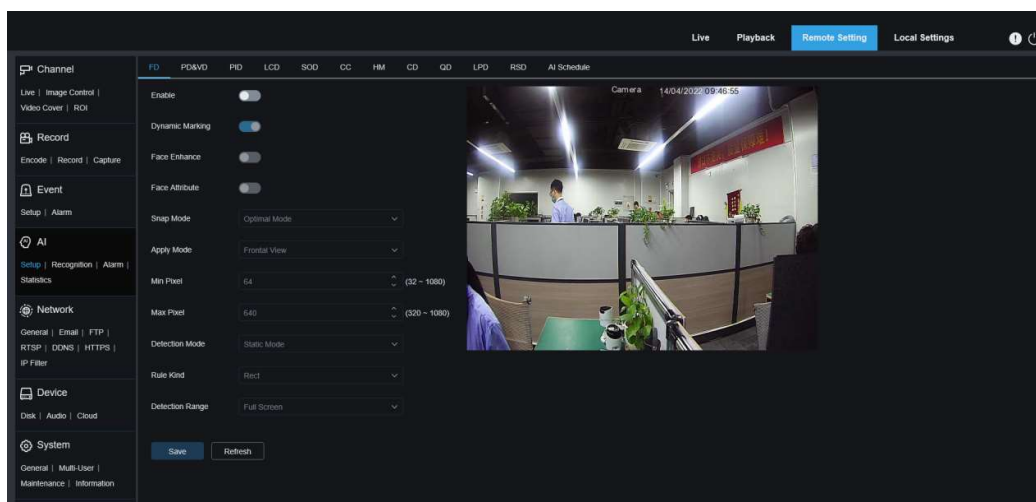 Live Playback Remote Setting Local Settings
Channel
Live | Image Control |
Video Cover | ROI
Record
Encode | Record | Capture
Event
Setup | Alarm
AI
Setup | Recognition | Alarm |
Statistics
Network
General | Email | FTP |
RTSP | DDNS | HTTPS |
IP Filter
Device
Disk | Audio | Cloud
System
General | Multi-User |
Maintenance | Information
FD PD&VD PID LCD SOD CC HM CD QD LPD RSD AI Schedule
Enable
Dynamic Marking
Face Enhance
Face Attribute
Snap Mode Optimal Mode
Apply Mode Frontal View
Min Pixel 64 (32 ~ 1080)
Max Pixel 640 (320 ~ 1080)
Detection Mode Static Mode
Rule Kind Rect
Detection Range Full Screen
Save Refresh
Camera 14/04/2022 09:46:55